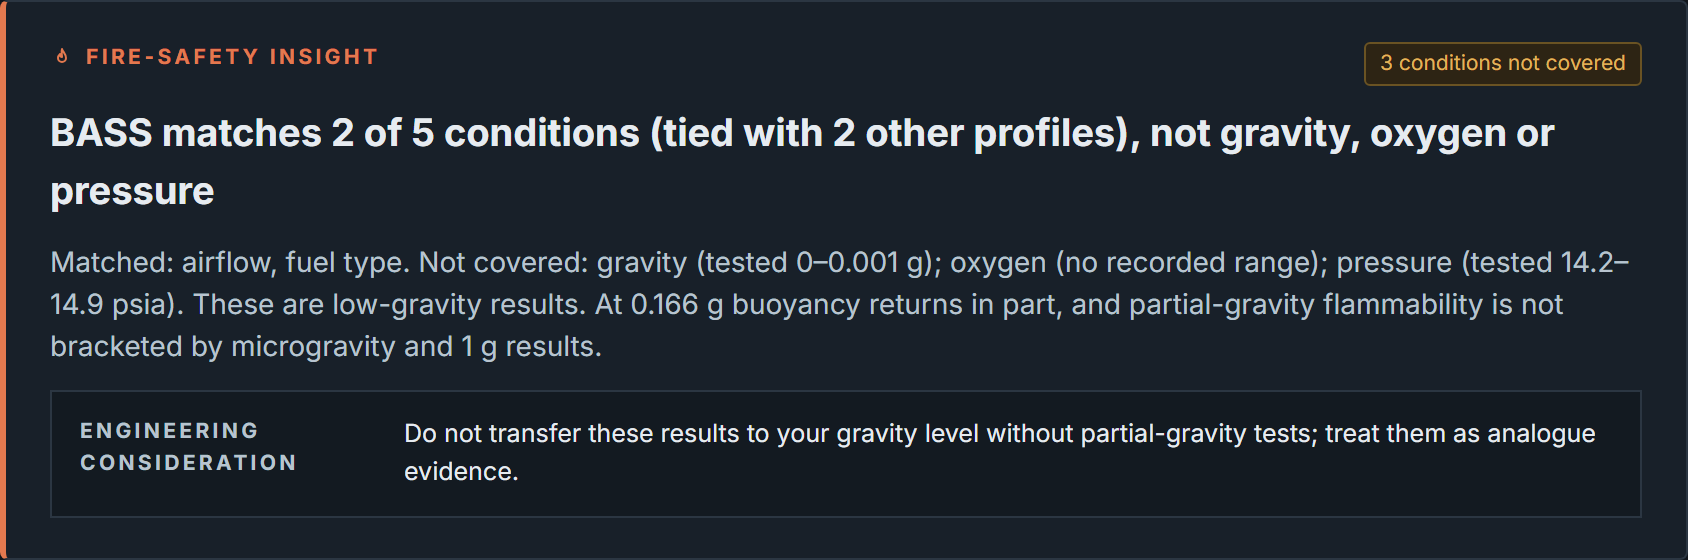 FIRE-SAFETY INSIGHT
3 conditions not covered
BASS matches 2 of 5 conditions (tied with 2 other profiles), not gravity, oxygen or
pressure
Matched: airflow, fuel type. Not covered: gravity (tested 0–0.001 g); oxygen (no recorded range); pressure (tested 14.2–
14.9 psia). These are low-gravity results. At 0.166 g buoyancy returns in part, and partial-gravity flammability is not
bracketed by microgravity and 1 g results.
ENGINEERING
CONSIDERATION
Do not transfer these results to your gravity level without partial-gravity tests; treat them as analogue
evidence.